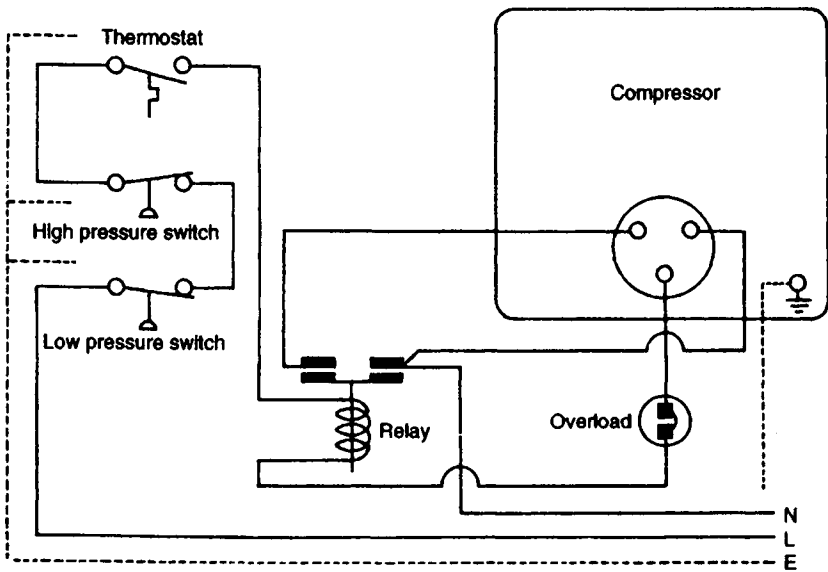 Thermostat
Compressor
High pressure switch
Low pressure switch
Relay
Overload
N
L
E